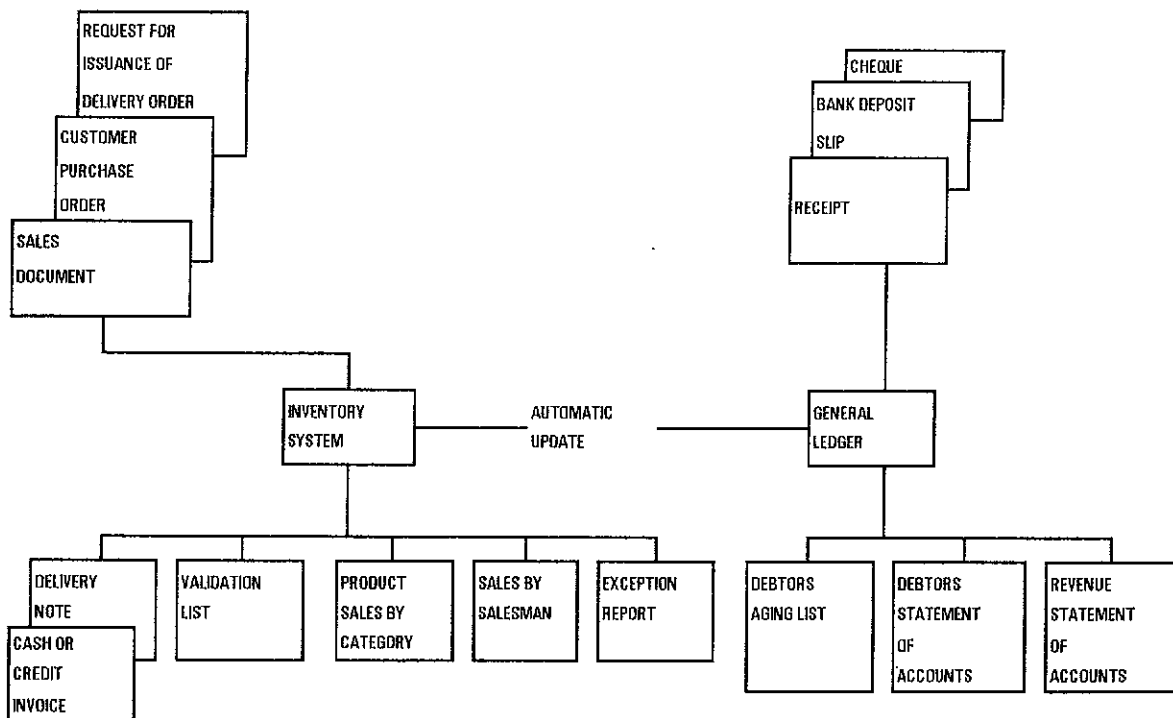 REQUEST FOR
ISSUANCE OF
DELIVERY ORDER
CUSTOMER
PURCHASE
ORDER
SALES
DOCUMENT
CHEQUE
BANK DEPOSIT
SLIP
RECEIPT
INVENTORY
SYSTEM
AUTOMATIC
UPDATE
GENERAL
LEDGER
DELIVERY
NOTE
CASH OR
CREDIT
INVOICE
VALIDATION
LIST
PRODUCT
SALES BY
CATEGORY
SALES BY
SALESMAN
EXCEPTION
REPORT
DEBTORS
AGING LIST
DEBTORS
STATEMENT
OF
ACCOUNTS
REVENUE
STATEMENT
OF
ACCOUNTS